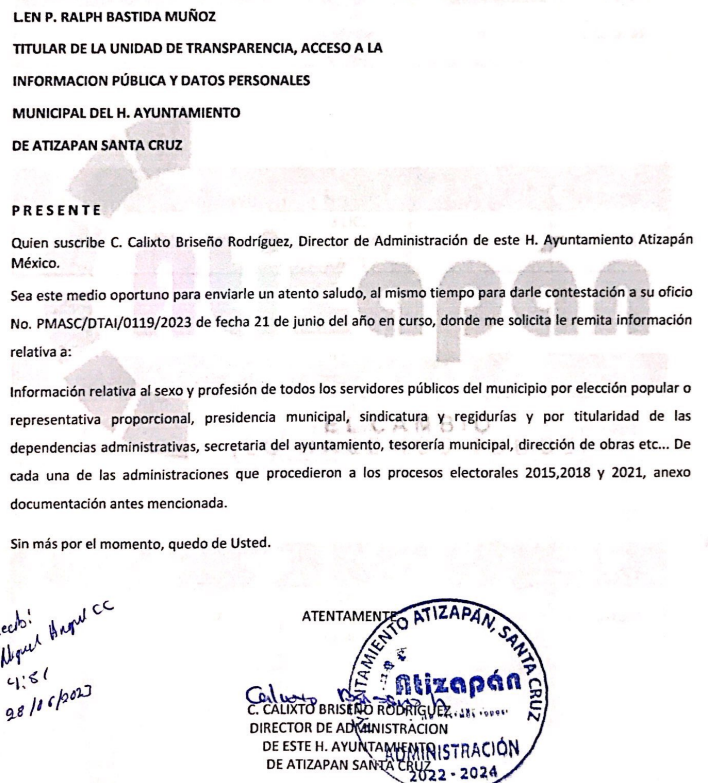 L.EN P. RALPH BASTIDA MUÑOZ
TITULAR DE LA UNIDAD DE TRANSPARENCIA, ACCESO A LA
INFORMACION PÚBLICA Y DATOS PERSONALES
MUNICIPAL DEL H. AYUNTAMIENTO
DE ATIZAPAN SANTA CRUZ
PRESENTE
Quien suscribe C. Calixto Briseño Rodríguez, Director de Administración de este H. Ayuntamiento Atizapán
México.
Sea este medio oportuno para enviarle un atento saludo, al mismo tiempo para darle contestación a su oficio
No. PMASC/DTAI/0119/2023 de fecha 21 de junio del año en curso, donde me solicita le remita información
relativa a:
Información relativa al sexo y profesión de todos los servidores públicos del municipio por elección popular o
representativa proporcional, presidencia municipal, sindicatura y regidurías y por titularidad de las
dependencias administrativas, secretaria del ayuntamiento, tesorería municipal, dirección de obras etc... De
cada una de las administraciones que procedieron a los procesos electorales 2015,2018 y 2021, anexo
documentación antes mencionada.
Sin más por el momento, quedo de Usted.
Atizapán
EL CAMBIO
Miguel Angel CC
28/06/2023
ATENTAMENTE
C. CALIXTO BRISEÑO RODRIGUEZ
DIRECTOR DE ADMINISTRACION
DE ESTE H. AYUNTAMIENTO
DE ATIZAPAN SANTA CRUZ
AYUNTAMIENTO ATIZAPÁN, SANTA CRUZ
Atizapán
ADMINISTRACIÓN
2022 - 2024